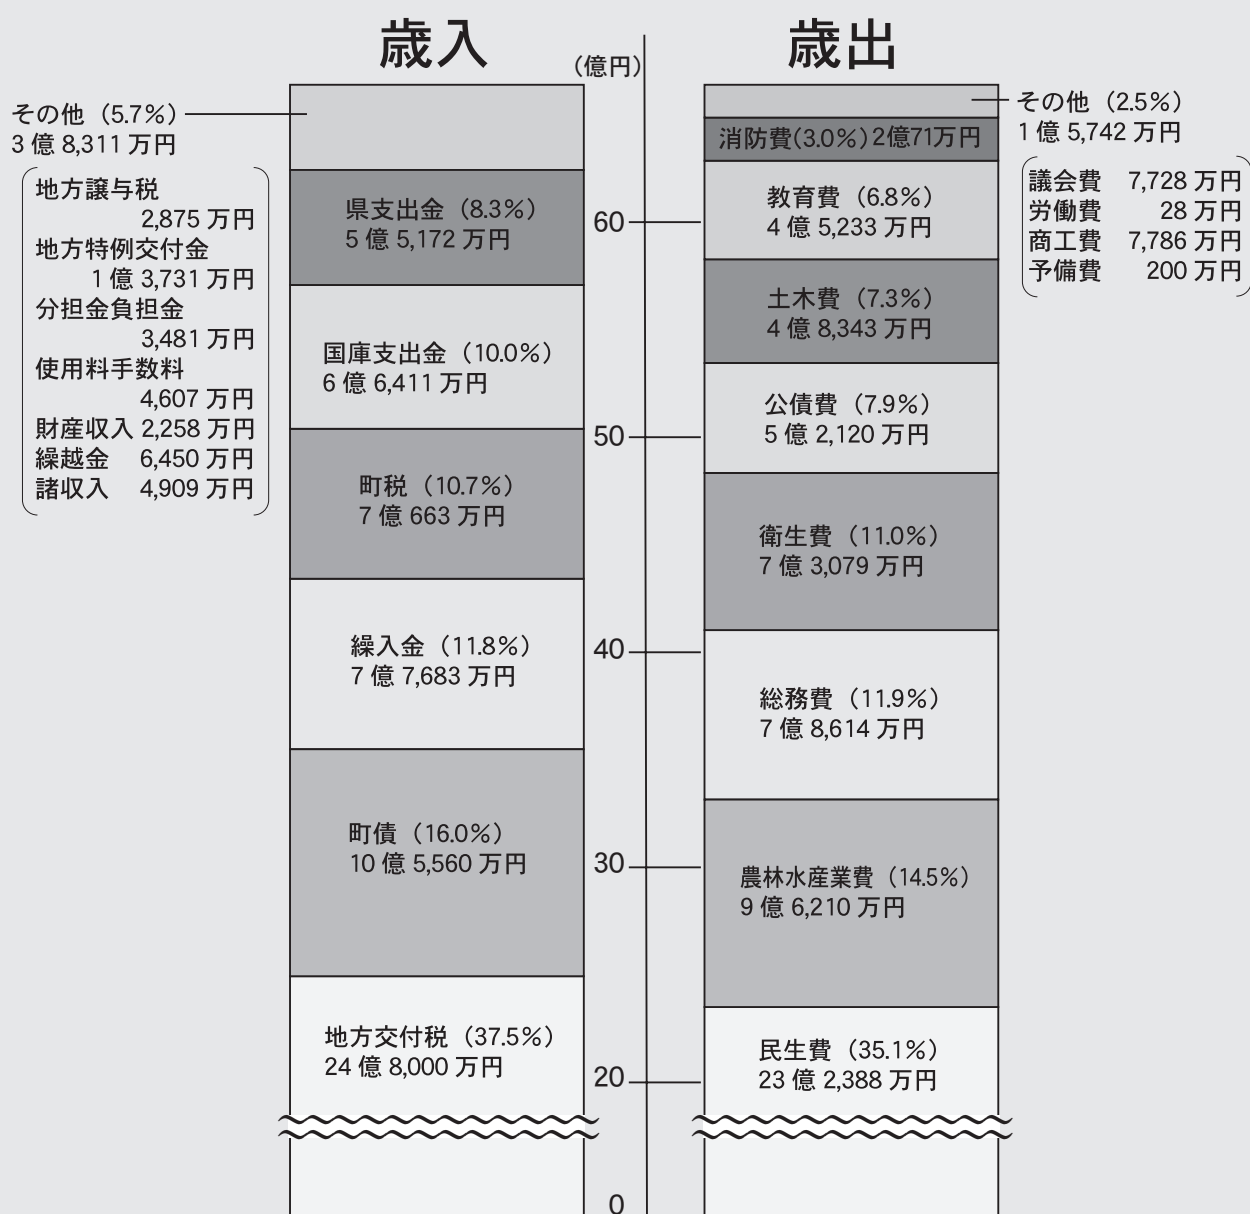 歳入
その他（5.7%）
3 億 8,311 万円
地方譲与税
2,875 万円
地方特例交付金
1 億 3,731 万円
分担金負担金
3,481 万円
使用料手数料
4,607 万円
財産収入 2,258 万円
繰越金 6,450 万円
諸収入 4,909 万円
県支出金（8.3%）
5 億 5,172 万円
国庫支出金（10.0%）
6 億 6,411 万円
町税（10.7%）
7 億 663 万円
繰入金（11.8%）
7 億 7,683 万円
町債（16.0%）
10 億 5,560 万円
地方交付税（37.5%）
24 億 8,000 万円
（億円）
60
50
40
30
20
0
歳出
その他（2.5%）
1 億 5,742 万円
議会費 7,728 万円
労働費 28 万円
商工費 7,786 万円
予備費 200 万円
消防費(3.0%) 2億71万円
教育費（6.8%）
4 億 5,233 万円
土木費（7.3%）
4 億 8,343 万円
公債費（7.9%）
5 億 2,120 万円
衛生費（11.0%）
7 億 3,079 万円
総務費（11.9%）
7 億 8,614 万円
農林水産業費（14.5%）
9 億 6,210 万円
民生費（35.1%）
23 億 2,388 万円